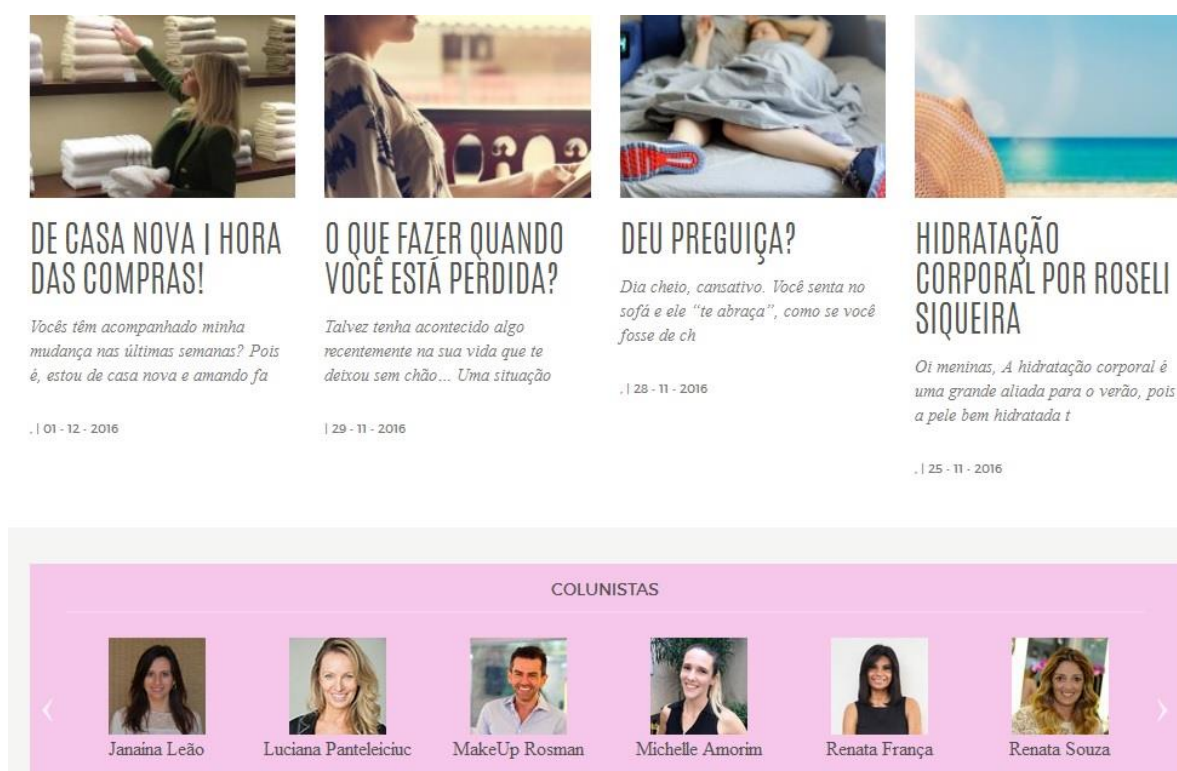 DE CASA NOVA | HORA
DAS COMPRAS!
Vocês têm acompanhado minha
mudança nas últimas semanas? Pois
é, estou de casa nova e amando fa
. | 01 - 12 - 2016
O QUE FAZER QUANDO
VOCÊ ESTÁ PERDIDA?
Talvez tenha acontecido algo
recentemente na sua vida que te
deixou sem chão… Uma situação
| 29 - 11 - 2016
DEU PREGUIÇA?
Dia cheio, cansativo. Você senta no
sofá e ele “te abraça”, como se você
fosse de ch
. | 28 - 11 - 2016
HIDRATAÇÃO
CORPORAL POR ROSELI
SIQUEIRA
Oi meninas, A hidratação corporal é
uma grande aliada para o verão, pois
a pele bem hidratada t
. | 25 - 11 - 2016
COLUNISTAS
Janaína Leão
Luciana Panteleiciuc
MakeUp Rosman
Michelle Amorim
Renata França
Renata Souza